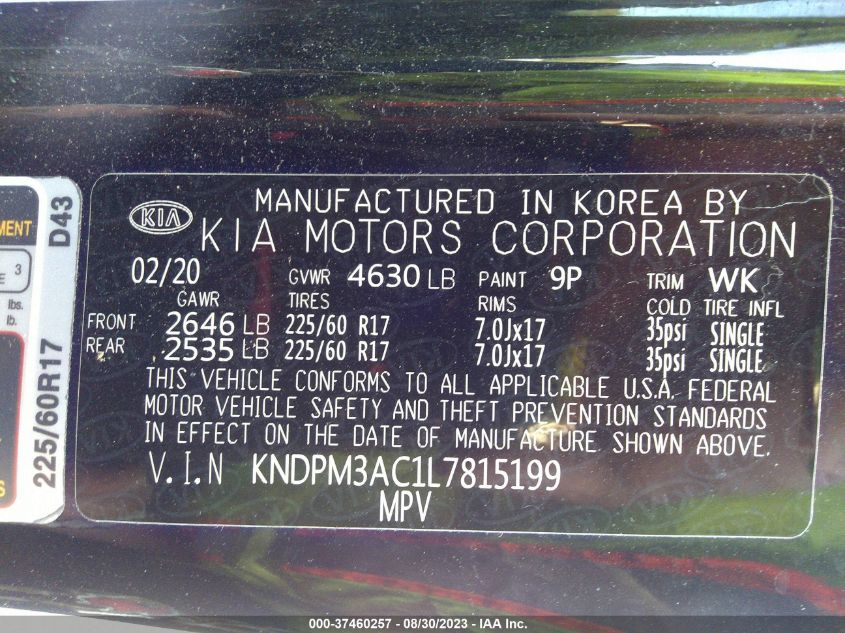 MANUFACTURED IN KOREA BY
KIA KIA MOTORS CORPORATION
02/20 GVWR 4630 LB PAINT 9P TRIM WK
GAWR TIRES RIMS COLD TIRE INFL
FRONT 2646 LB 225/60 R17 7.0Jx17 35psi SINGLE
REAR 2535 LB 225/60 R17 7.0Jx17 35psi SINGLE
THIS VEHICLE CONFORMS TO ALL APPLICABLE U.S.A. FEDERAL
MOTOR VEHICLE SAFETY AND THEFT PREVENTION STANDARDS
IN EFFECT ON THE DATE OF MANUFACTURE SHOWN ABOVE.
V.I.N KNDPM3AC1L7815199
MPV
225/60R17 D43
MENT
3
E
lbs.
lb.
S
000-37460257 - 08/30/2023 - IAA Inc.